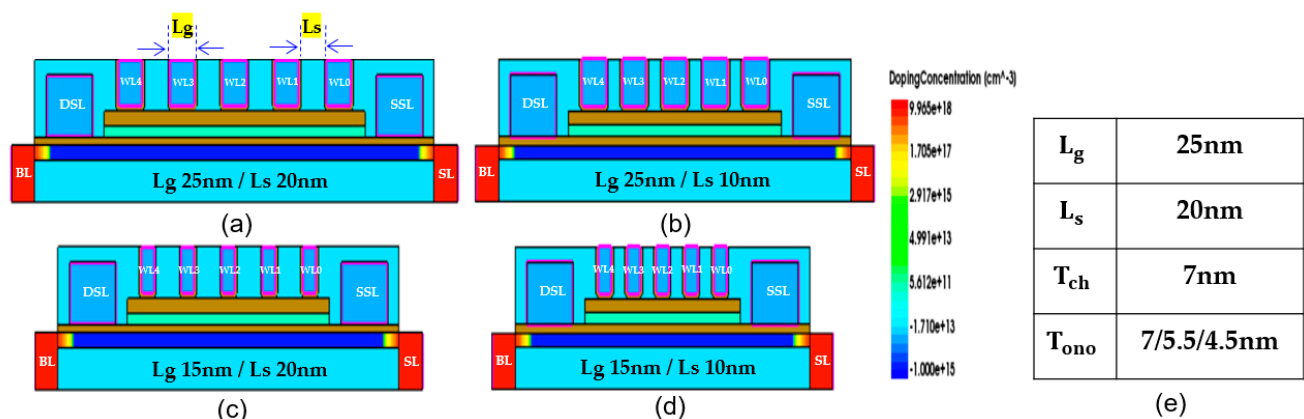 Lg
Ls
WL4 WL3 WL2 WL1 WL0
DSL
SSL
BL
SL
Lg 25nm / Ls 20nm
(a)
WL4 WL3 WL2 WL1 WL0
DSL
SSL
BL
SL
Lg 25nm / Ls 10nm
(b)
WL4 WL3 WL2 WL1 WL0
DSL
SSL
BL
SL
Lg 15nm / Ls 20nm
(c)
WL4 WL3 WL2 WL1 WL0
DSL
SSL
BL
SL
Lg 15nm / Ls 10nm
(d)
DopingConcentration (cm^-3)
9.965e+18
1.705e+17
2.917e+15
4.991e+13
5.612e+11
-1.710e+13
-1.000e+15
Lg 25nm
Ls 20nm
Tch 7nm
Tono 7/5.5/4.5nm
(e)